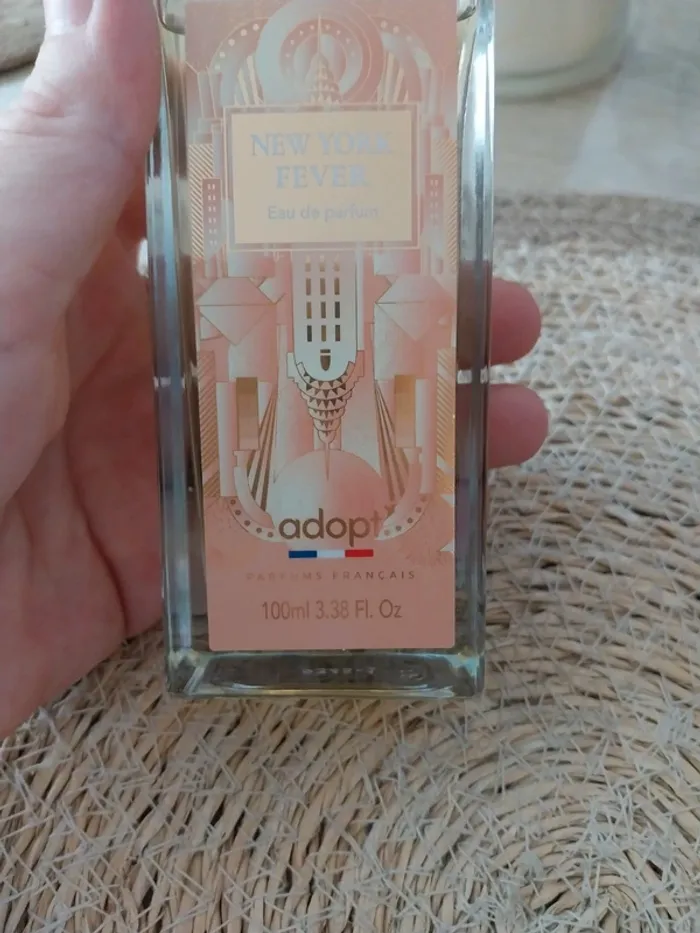 NEW YORK
FEVER
Eau de parfum
adopt'
PARFUMS FRANÇAIS
100ml 3.38 Fl. Oz